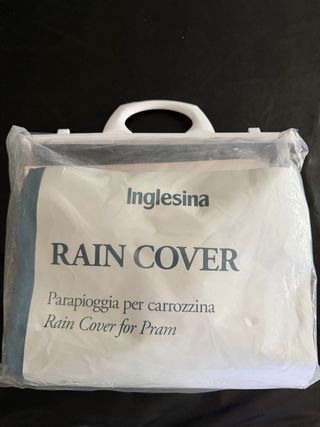 Inglesina
RAIN COVER
Parapioggia per carrozzina
Rain Cover for Pram